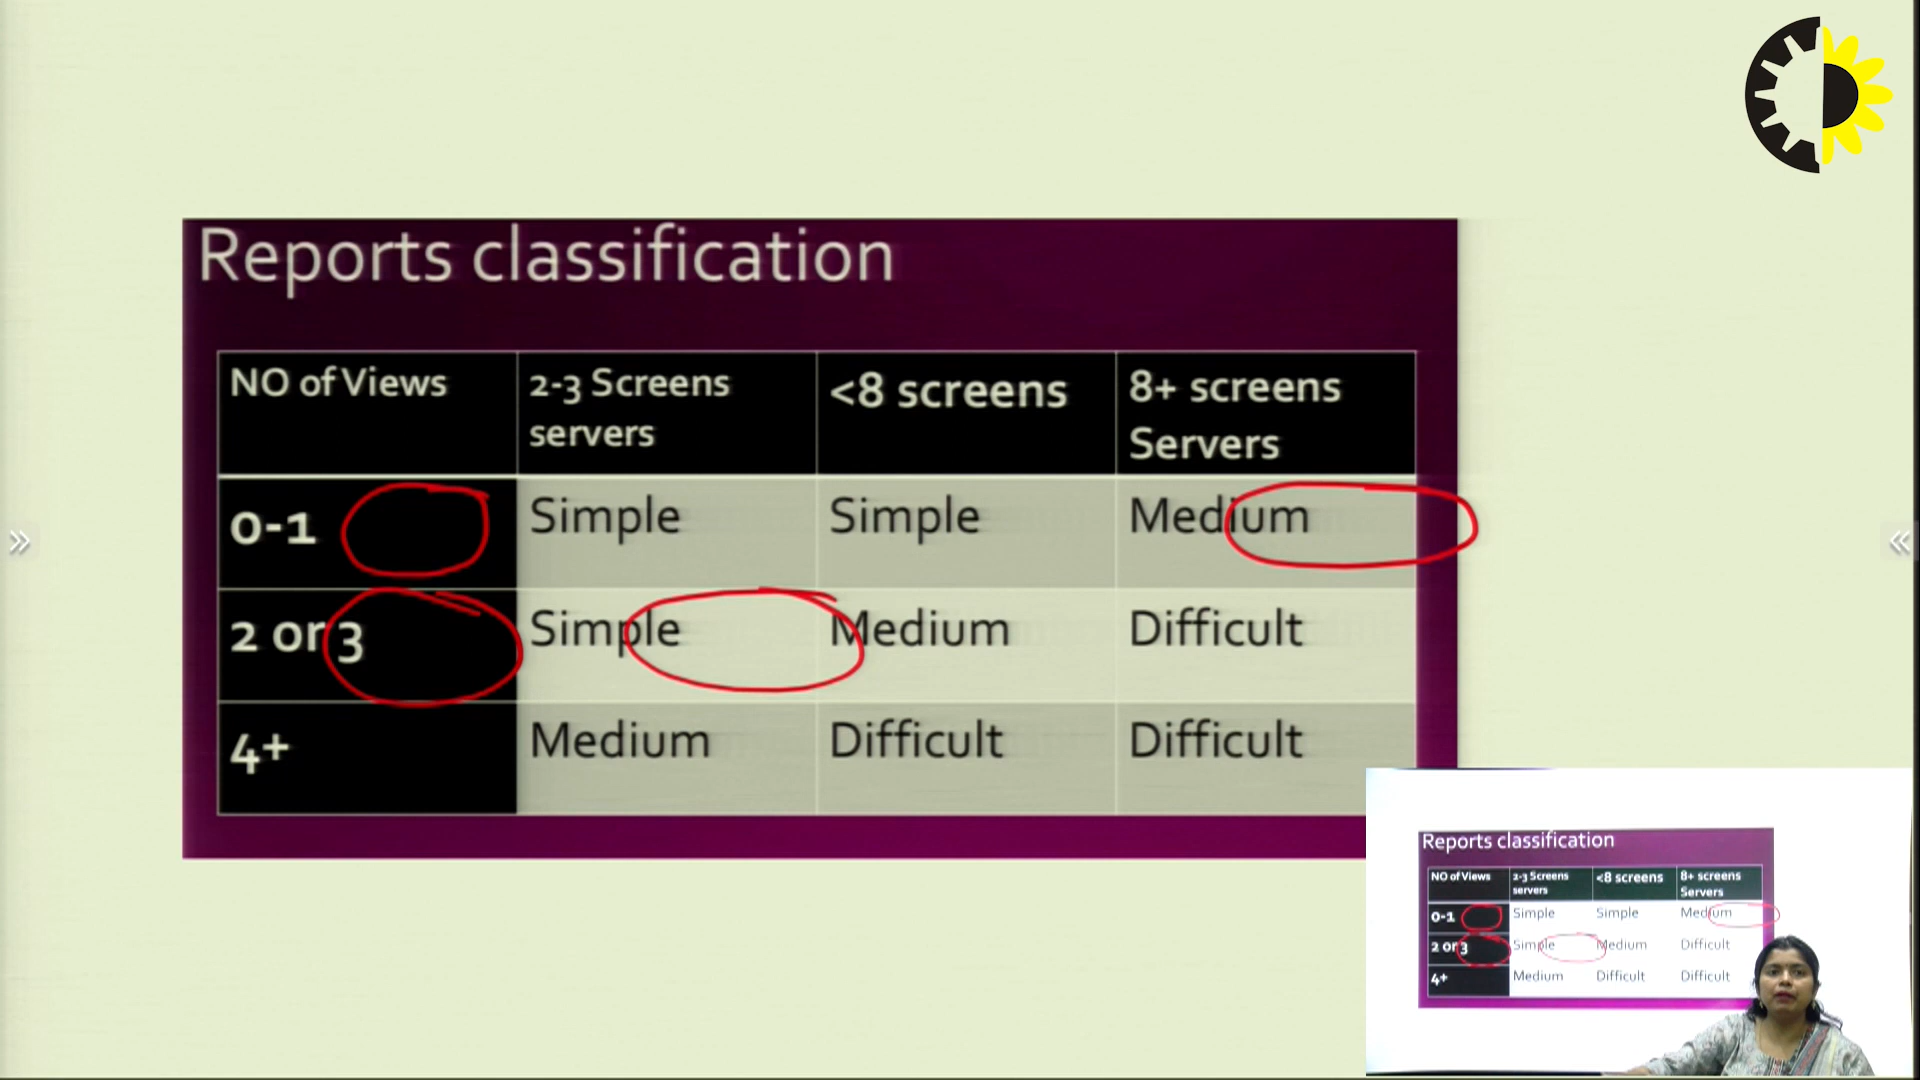 Reports classification
NO of Views
2-3 Screens
servers
<8 screens
8+ screens
Servers
0-1
Simple
Simple
Medium
2 or 3
Simple
Medium
Difficult
4+
Medium
Difficult
Difficult
Reports classification
NO of Views
2-3 Screens
servers
<8 screens
8+ screens
Servers
0-1
Simple
Simple
Medium
2 or 3
Simple
Medium
Difficult
4+
Medium
Difficult
Difficult